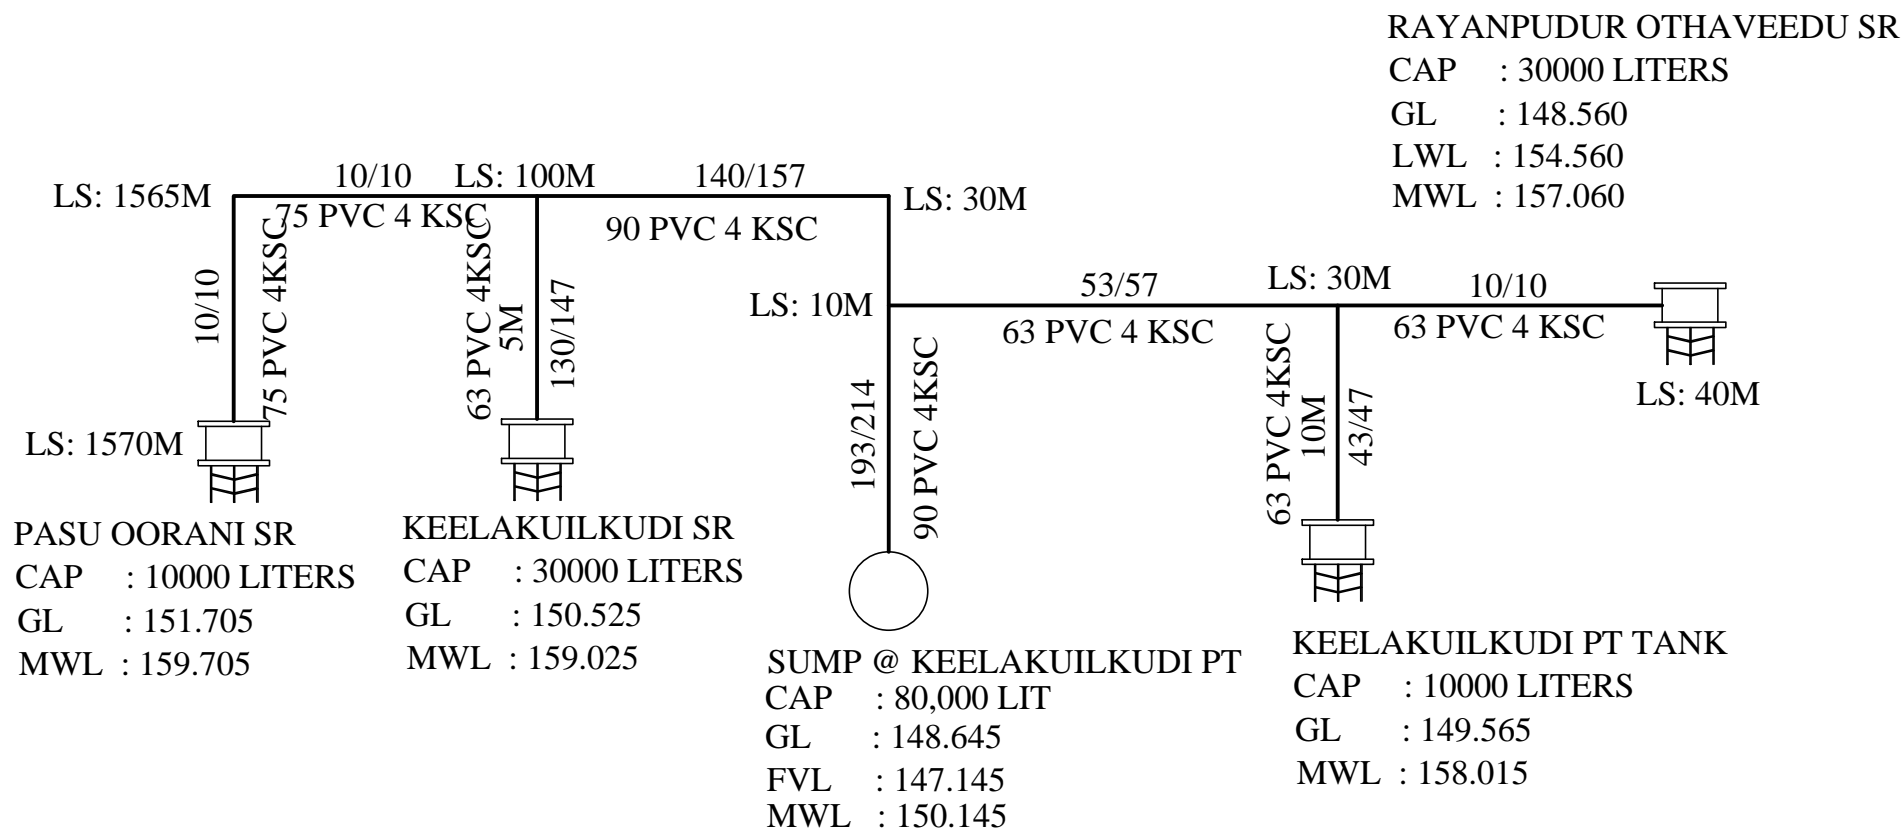 RAYANPUDUR OTHAVEEDU SR
CAP : 30000 LITERS
GL : 148.560
LWL : 154.560
MWL : 157.060
LS: 1565M
10/10
LS: 100M
140/157
LS: 30M
75 PVC 4 KSC
90 PVC 4 KSC
10/10
75 PVC 4KSC
63 PVC 4KSC
5M
130/147
LS: 10M
53/57
LS: 30M
10/10
63 PVC 4 KSC
63 PVC 4 KSC
193/214
90 PVC 4KSC
63 PVC 4KSC
10M
43/47
LS: 40M
LS: 1570M
PASU OORANI SR
CAP : 10000 LITERS
GL : 151.705
MWL : 159.705
KEELAKUILKUDI SR
CAP : 30000 LITERS
GL : 150.525
MWL : 159.025
SUMP @ KEELAKUILKUDI PT
CAP : 80,000 LIT
GL : 148.645
FVL : 147.145
MWL : 150.145
KEELAKUILKUDI PT TANK
CAP : 10000 LITERS
GL : 149.565
MWL : 158.015